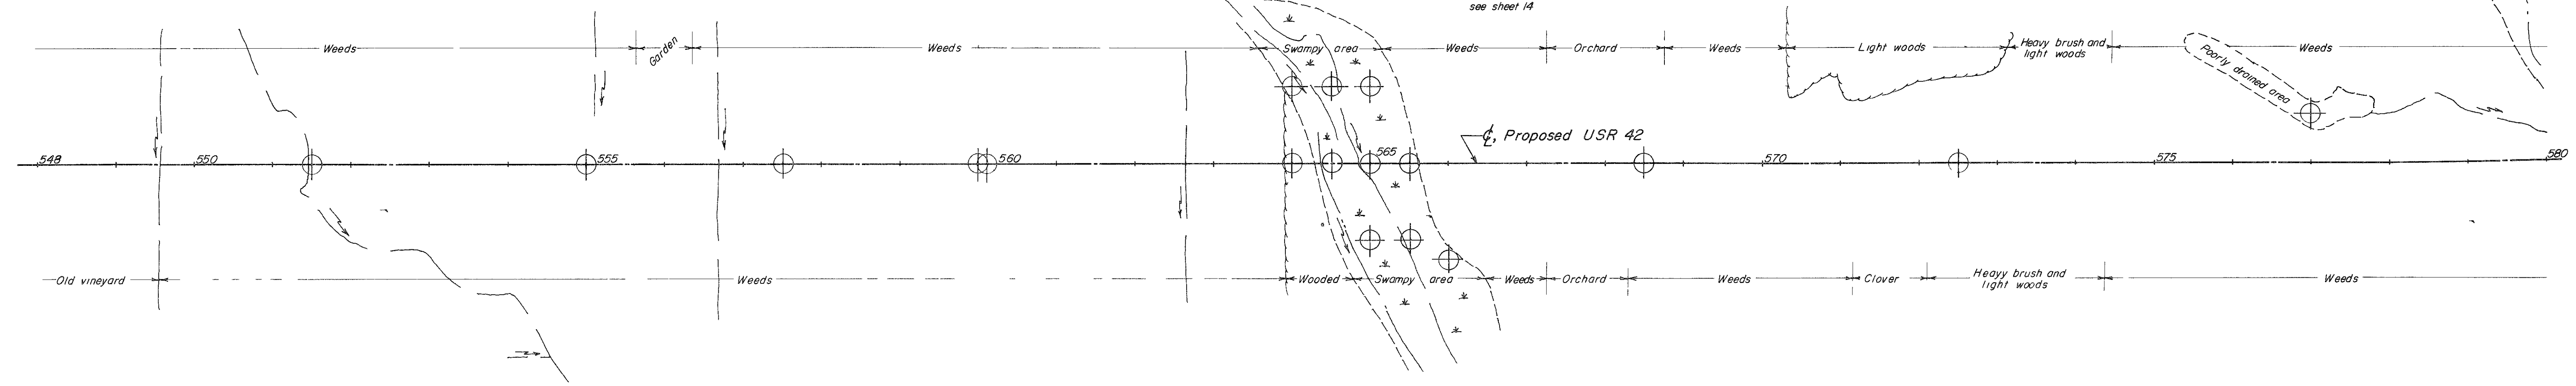 see sheet 14
Weeds
Garden
Weeds
Swampy area
Weeds
Orchard
Weeds
Light woods
Heavy brush and
light woods
Weeds
Poorly drained area
℄ Proposed USR 42
548
550
555
560
565
570
575
580
Old vineyard
Weeds
Wooded
Swampy area
Weeds
Orchard
Weeds
Clover
Heavy brush and
light woods
Weeds